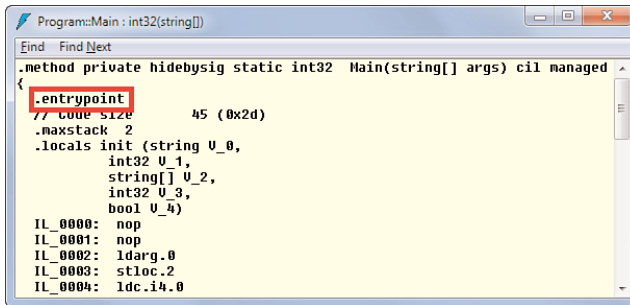 Program::Main : int32(string[])
Find Find Next
.method private hidebysig static int32  Main(string[] args) cil managed
{
.entrypoint
// Code size       45 (0x2d)
.maxstack  2
.locals init (string V_0,
int32 V_1,
string[] V_2,
int32 V_3,
bool V_4)
IL_0000:  nop
IL_0001:  nop
IL_0002:  ldarg.0
IL_0003:  stloc.2
IL_0004:  ldc.i4.0